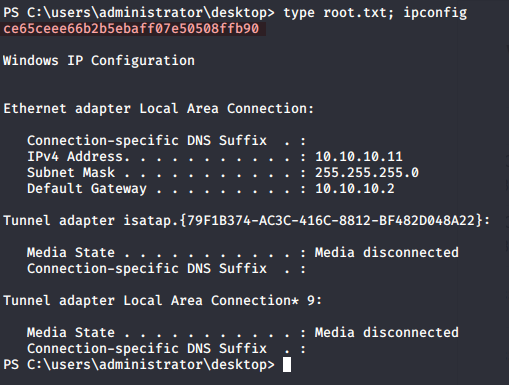 PS C:\users\administrator\desktop> type root.txt; ipconfig
ce65ceee66b2b5ebaff07e50508ffb90
Windows IP Configuration
Ethernet adapter Local Area Connection:
Connection-specific DNS Suffix  . :
IPv4 Address. . . . . . . . . . . : 10.10.10.11
Subnet Mask . . . . . . . . . . . : 255.255.255.0
Default Gateway . . . . . . . . . : 10.10.10.2
Tunnel adapter isatap.{79F1B374-AC3C-416C-8812-BF482D048A22}:
Media State . . . . . . . . . . . : Media disconnected
Connection-specific DNS Suffix  . :
Tunnel adapter Local Area Connection* 9:
Media State . . . . . . . . . . . : Media disconnected
Connection-specific DNS Suffix  . :
PS C:\users\administrator\desktop>